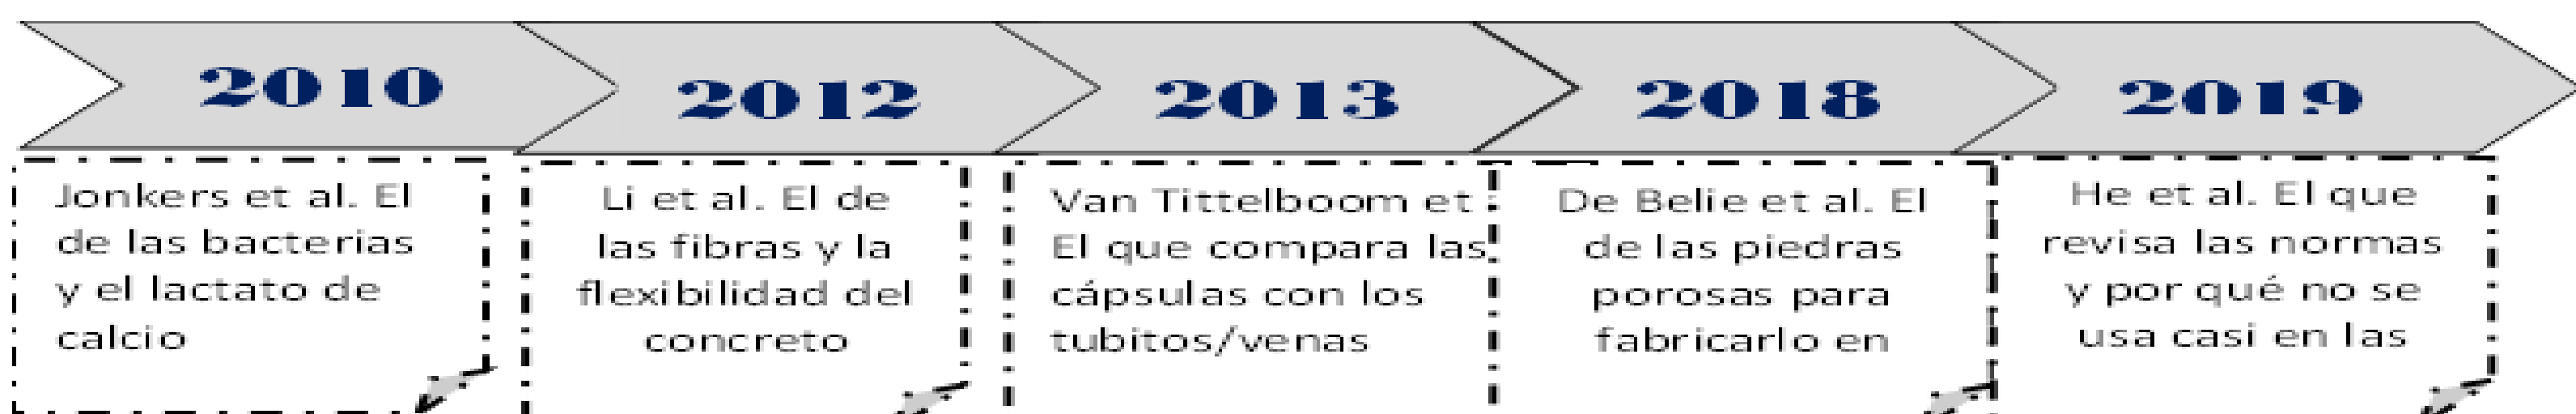 2010
2012
2013
2018
2019
Jonkers et al. El
de las bacterias
y el lactato de
calcio
Li et al. El de
las fibras y la
flexibilidad del
concreto
Van Tittelboom et
El que compara las
cápsulas con los
tubitos/venas
De Belie et al. El
de las piedras
porosas para
fabricarlo en
He et al. El que
revisa las normas
y por qué no se
usa casi en las